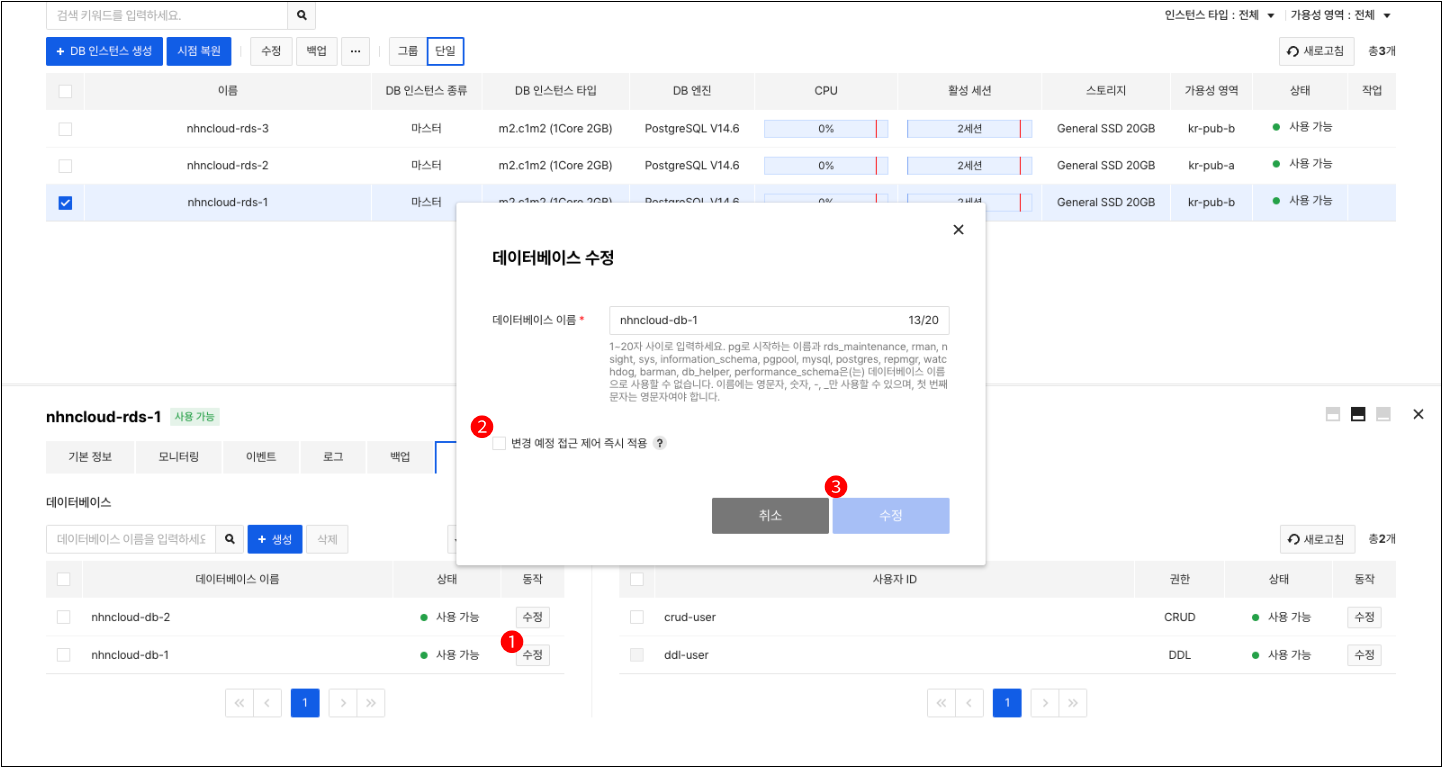 검색 키워드를 입력하세요.
인스턴스 타입 : 전체 ▼ 가용성 영역 : 전체 ▼
+ DB 인스턴스 생성 시점 복원 수정 백업 ··· 그룹 단일 새로고침 총3개
이름 DB 인스턴스 종류 DB 인스턴스 타입 DB 엔진 CPU 활성 세션 스토리지 가용성 영역 상태 작업
nhncloud-rds-3 마스터 m2.c1m2 (1Core 2GB) PostgreSQL V14.6 0% 2세션 General SSD 20GB kr-pub-b 사용 가능
nhncloud-rds-2 마스터 m2.c1m2 (1Core 2GB) PostgreSQL V14.6 0% 2세션 General SSD 20GB kr-pub-a 사용 가능
nhncloud-rds-1 마스터 m2.c1m2 (1Core 2GB) PostgreSQL V14.6 0% 2세션 General SSD 20GB kr-pub-b 사용 가능
데이터베이스 수정
데이터베이스 이름 * nhncloud-db-1 13/20
1~20자 사이로 입력하세요. pg로 시작하는 이름과 rds_maintenance, rman, n
sight, sys, information_schema, pgpool, mysql, postgres, repmgr, watc
hdog, barman, db_helper, performance_schema은(는) 데이터베이스 이름
으로 사용할 수 없습니다. 이름에는 영문자, 숫자, -, _만 사용할 수 있으며, 첫 번째
문자는 영문자여야 합니다.
2 변경 예정 접근 제어 즉시 적용 ?
3
취소 수정
nhncloud-rds-1 사용 가능
기본 정보 모니터링 이벤트 로그 백업
데이터베이스
데이터베이스 이름을 입력하세요 + 생성 삭제 새로고침 총2개
데이터베이스 이름 상태 동작 사용자 ID 권한 상태 동작
nhncloud-db-2 사용 가능 수정 crud-user CRUD 사용 가능 수정
1
nhncloud-db-1 사용 가능 수정 ddl-user DDL 사용 가능 수정
1 1